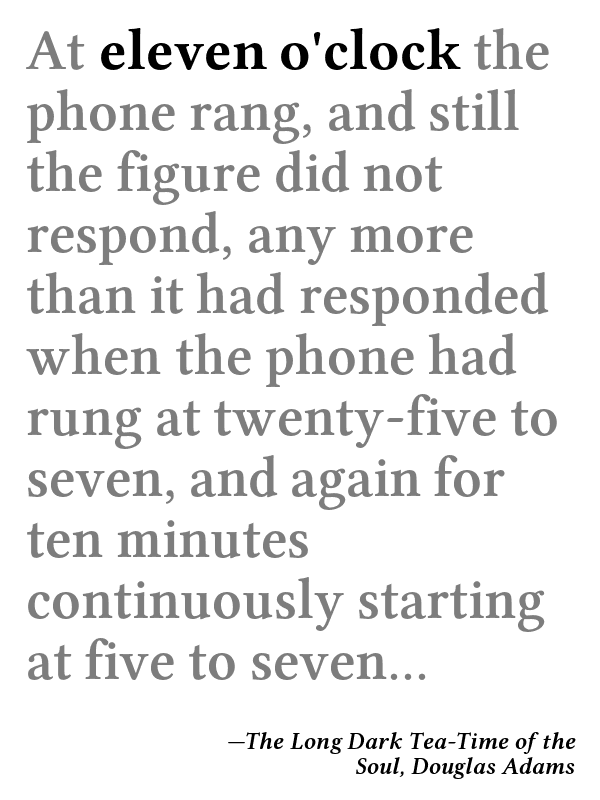 At eleven o'clock the
phone rang, and still
the figure did not
respond, any more
than it had responded
when the phone had
rung at twenty-five to
seven, and again for
ten minutes
continuously starting
at five to seven...
—The Long Dark Tea-Time of the
Soul, Douglas Adams